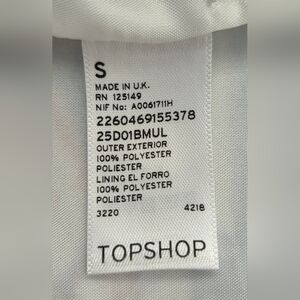 S
MADE IN U.K.
RN 125149
NIF No: A0061711H
2260469155378
25D01BMUL
OUTER EXTERIOR
100% POLYESTER
POLIESTER
LINING EL FORRO
100% POLYESTER
POLIESTER
3220 4218
TOPSHOP